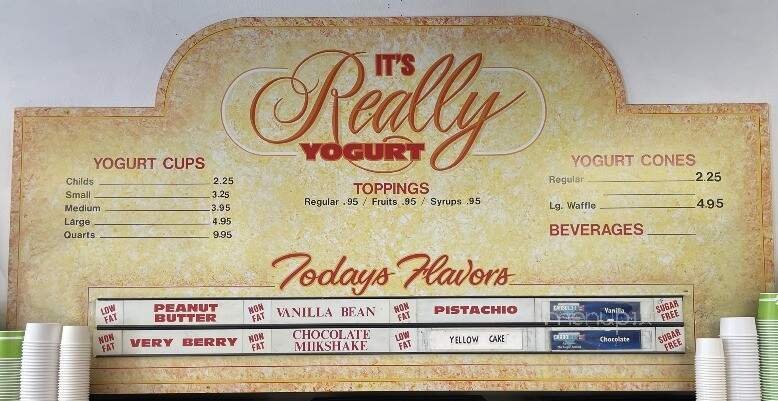 IT'S
Really
YOGURT
YOGURT CUPS
Childs 2.25
Small 3.25
Medium 3.95
Large 4.95
Quarts 9.95
TOPPINGS
Regular .95 / Fruits .95 / Syrups .95
YOGURT CONES
Regular 2.25
Lg. Waffle 4.95
BEVERAGES
Todays Flavors
LOW FAT PEANUT BUTTER NON FAT VANILLA BEAN NON FAT PISTACHIO Vanilla SUGAR FREE
NON FAT VERY BERRY NON FAT CHOCOLATE MILKSHAKE LOW FAT YELLOW CAKE Chocolate SUGAR FREE
menupix